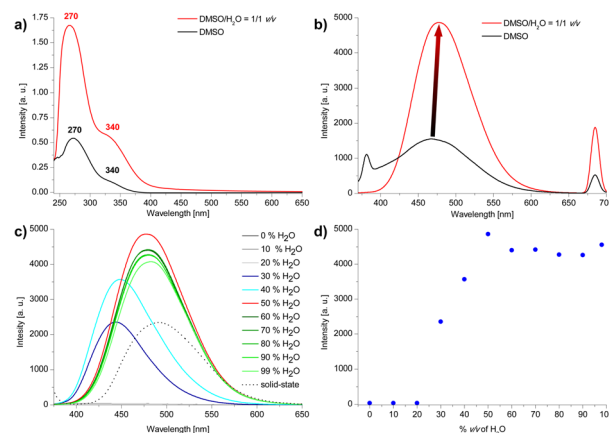 a)
270
DMSO/H₂O = 1/1 v/v
DMSO
270
340
340
Intensity [a. u.]
1.75
1.50
1.25
1.00
0.75
0.50
0.25
0.00
250 300 350 400 450 500 550 600 650
Wavelength [nm]
b)
DMSO/H₂O = 1/1 v/v
DMSO
Intensity [a. u.]
5000
4000
3000
2000
1000
0
400 450 500 550 600 650 700
Wavelength [nm]
c)
Intensity [a. u.]
5000
4000
3000
2000
1000
0
400 450 500 550 600 650
Wavelength [nm]
0 % H₂O
10 % H₂O
20 % H₂O
30 % H₂O
40 % H₂O
50 % H₂O
60 % H₂O
70 % H₂O
80 % H₂O
90 % H₂O
99 % H₂O
solid-state
d)
Intensity [a. u.]
5000
4000
3000
2000
1000
0
0 10 20 30 40 50 60 70 80 90 100
% v/v of H₂O